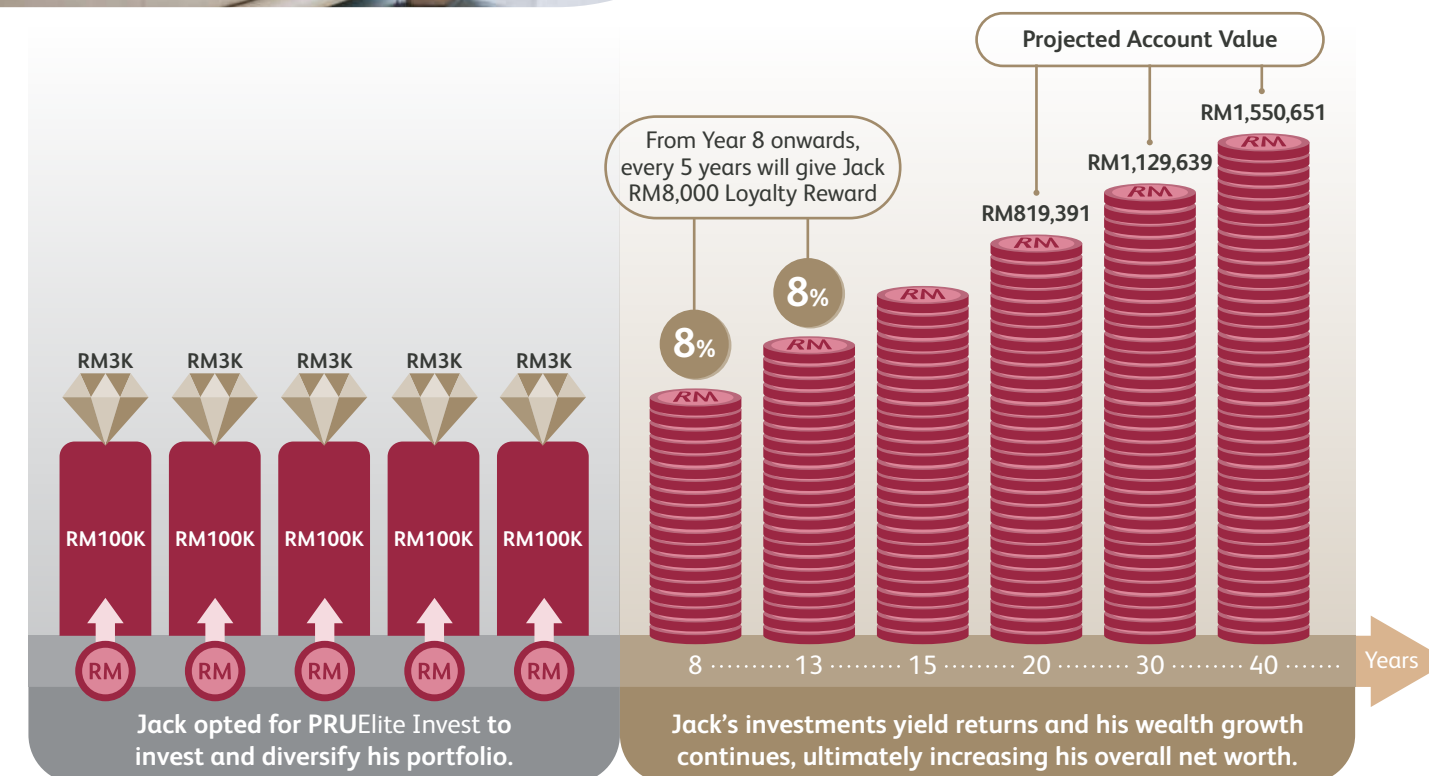 Projected Account Value
RM1,550,651
From Year 8 onwards,
every 5 years will give Jack
RM8,000 Loyalty Reward
RM1,129,639
RM819,391
8%
8%
RM3K RM3K RM3K RM3K RM3K
RM RM RM RM RM RM
RM100K RM100K RM100K RM100K RM100K
RM RM RM RM RM
8 .......... 13 .......... 15 .......... 20 .......... 30 .......... 40 ...... Years
Jack opted for PRUElite Invest to
invest and diversify his portfolio.
Jack’s investments yield returns and his wealth growth
continues, ultimately increasing his overall net worth.